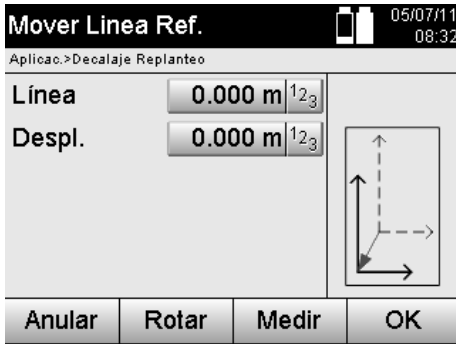 Mover Linea Ref.
05/07/11
08:32
Aplicac.>Decalaje Replanteo
Línea 0.000 m 123
Despl. 0.000 m 123
Anular Rotar Medir OK